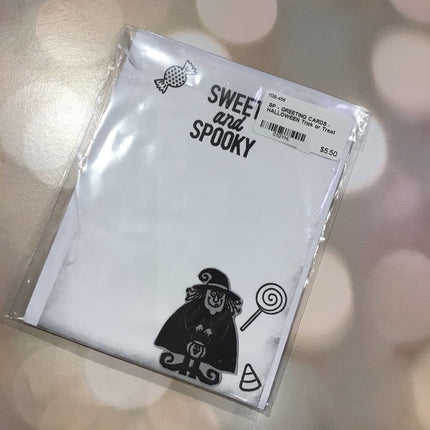 SWEET
and
SPOOKY
SP - GREETING CARDS -
HALLOWEEN Trick or Treat
$5.50